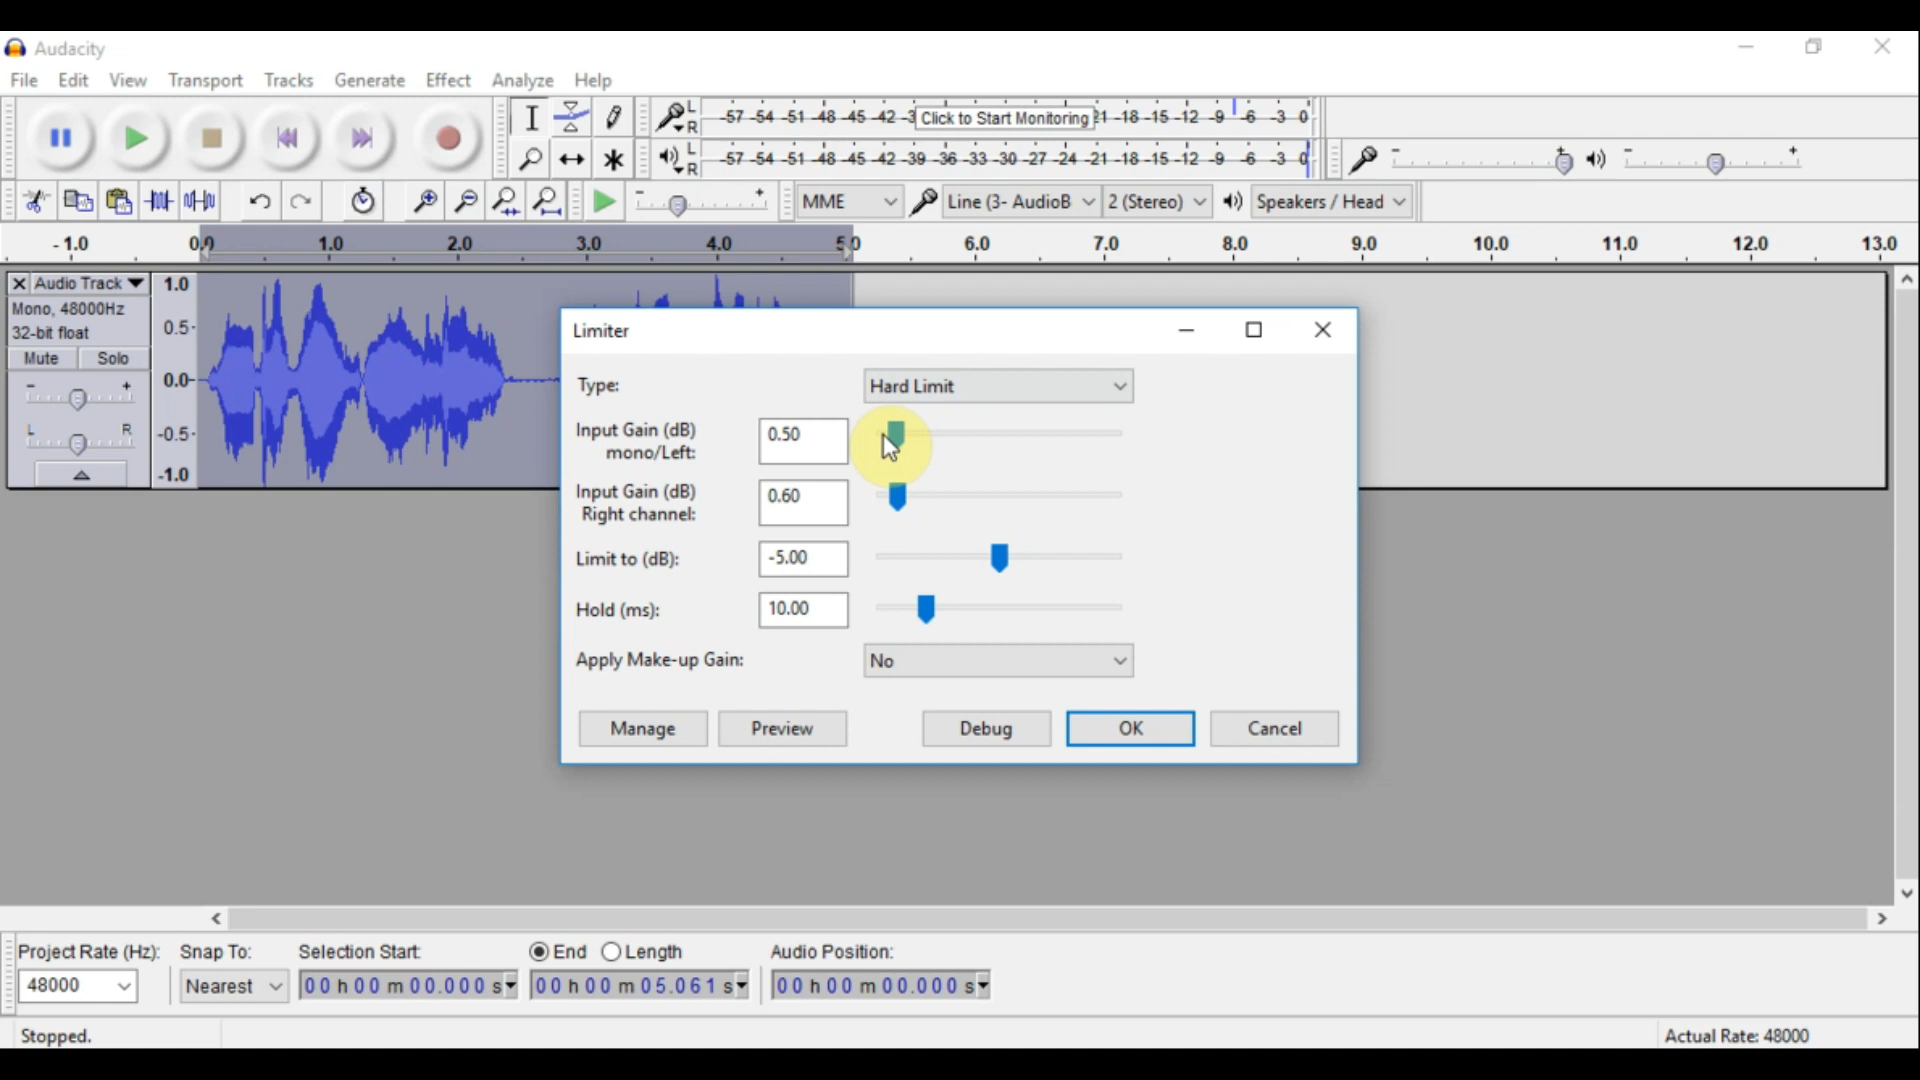 Audacity
File Edit View Transport Tracks Generate Effect Analyze Help
L R -57 -54 -51 -48 -45 -42 -3 Click to Start Monitoring 21 -18 -15 -12 -9 -6 -3 0
L R -57 -54 -51 -48 -45 -42 -39 -36 -33 -30 -27 -24 -21 -18 -15 -12 -9 -6 -3 0
MME Line (3- AudioB 2 (Stereo) Speakers / Head
-1.0 0.0 1.0 2.0 3.0 4.0 5.0 6.0 7.0 8.0 9.0 10.0 11.0 12.0 13.0
Audio Track 1.0
Mono, 48000Hz
32-bit float 0.5
Mute Solo
0.0
L R -0.5
-1.0
Limiter
Type: Hard Limit
Input Gain (dB)
mono/Left: 0.50
Input Gain (dB)
Right channel: 0.60
Limit to (dB): -5.00
Hold (ms): 10.00
Apply Make-up Gain: No
Manage Preview Debug OK Cancel
Project Rate (Hz): Snap To: Selection Start: End Length Audio Position:
48000 Nearest 00 h 00 m 00.000 s 00 h 00 m 05.061 s 00 h 00 m 00.000 s
Stopped. Actual Rate: 48000